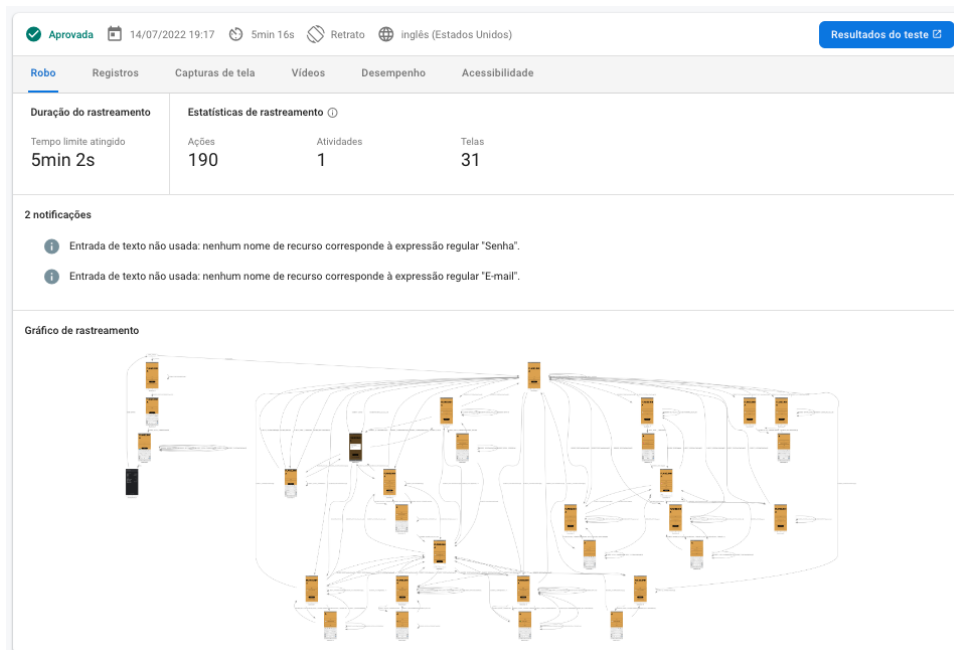 Aprovada 14/07/2022 19:17 5min 16s Retrato inglês (Estados Unidos) Resultados do teste
Robo Registros Capturas de tela Vídeos Desempenho Acessibilidade
Duração do rastreamento
Tempo limite atingido
5min 2s
Estatísticas de rastreamento
Ações Atividades Telas
190 1 31
2 notificações
Entrada de texto não usada: nenhum nome de recurso corresponde à expressão regular "Senha".
Entrada de texto não usada: nenhum nome de recurso corresponde à expressão regular "E-mail".
Gráfico de rastreamento